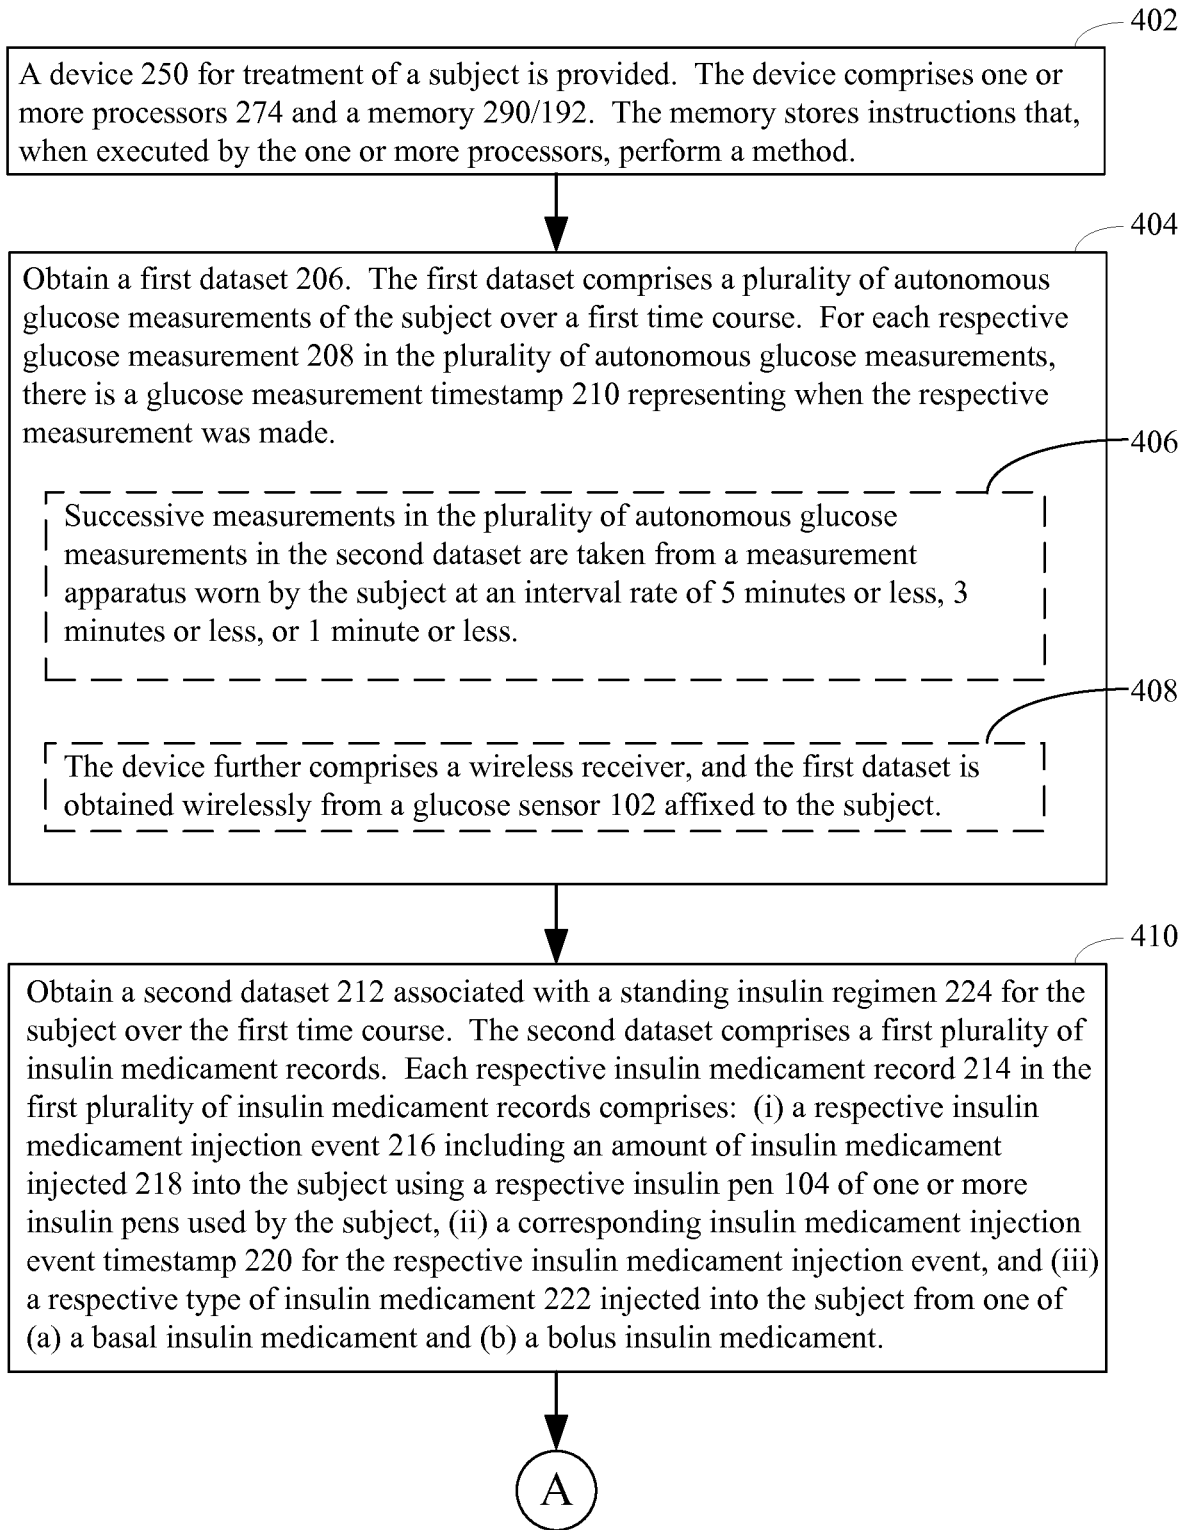 402
A device 250 for treatment of a subject is provided. The device comprises one or
more processors 274 and a memory 290/192. The memory stores instructions that,
when executed by the one or more processors, perform a method.
404
Obtain a first dataset 206. The first dataset comprises a plurality of autonomous
glucose measurements of the subject over a first time course. For each respective
glucose measurement 208 in the plurality of autonomous glucose measurements,
there is a glucose measurement timestamp 210 representing when the respective
measurement was made.
406
Successive measurements in the plurality of autonomous glucose
measurements in the second dataset are taken from a measurement
apparatus worn by the subject at an interval rate of 5 minutes or less, 3
minutes or less, or 1 minute or less.
408
The device further comprises a wireless receiver, and the first dataset is
obtained wirelessly from a glucose sensor 102 affixed to the subject.
410
Obtain a second dataset 212 associated with a standing insulin regimen 224 for the
subject over the first time course. The second dataset comprises a first plurality of
insulin medicament records. Each respective insulin medicament record 214 in the
first plurality of insulin medicament records comprises: (i) a respective insulin
medicament injection event 216 including an amount of insulin medicament
injected 218 into the subject using a respective insulin pen 104 of one or more
insulin pens used by the subject, (ii) a corresponding insulin medicament injection
event timestamp 220 for the respective insulin medicament injection event, and (iii)
a respective type of insulin medicament 222 injected into the subject from one of
(a) a basal insulin medicament and (b) a bolus insulin medicament.
A